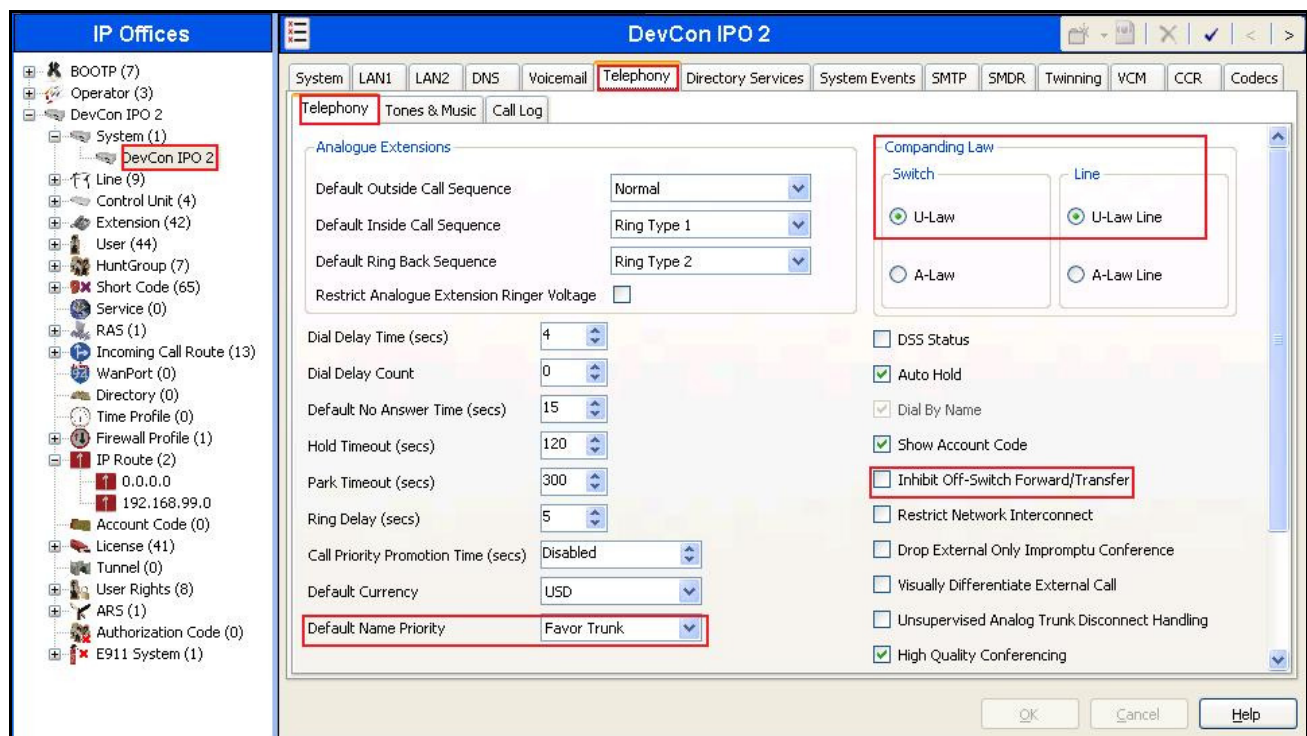 IP Offices
BOOTP (7)
Operator (3)
DevCon IPO 2
System (1)
DevCon IPO 2
Line (9)
Control Unit (4)
Extension (42)
User (44)
HuntGroup (7)
Short Code (65)
Service (0)
RAS (1)
Incoming Call Route (13)
WanPort (0)
Directory (0)
Time Profile (0)
Firewall Profile (1)
IP Route (2)
0.0.0.0
192.168.99.0
Account Code (0)
License (41)
Tunnel (0)
User Rights (8)
ARS (1)
Authorization Code (0)
E911 System (1)
DevCon IPO 2
System LAN1 LAN2 DNS Voicemail Telephony Directory Services System Events SMTP SMDR Twinning VCM CCR Codecs
Telephony Tones & Music Call Log
Analogue Extensions
Default Outside Call Sequence Normal
Default Inside Call Sequence Ring Type 1
Default Ring Back Sequence Ring Type 2
Restrict Analogue Extension Ringer Voltage
Dial Delay Time (secs) 4
Dial Delay Count 0
Default No Answer Time (secs) 15
Hold Timeout (secs) 120
Park Timeout (secs) 300
Ring Delay (secs) 5
Call Priority Promotion Time (secs) Disabled
Default Currency USD
Default Name Priority Favor Trunk
Companding Law
Switch Line
U-Law U-Law Line
A-Law A-Law Line
DSS Status
Auto Hold
Dial By Name
Show Account Code
Inhibit Off-Switch Forward/Transfer
Restrict Network Interconnect
Drop External Only Impromptu Conference
Visually Differentiate External Call
Unsupervised Analog Trunk Disconnect Handling
High Quality Conferencing
OK Cancel Help